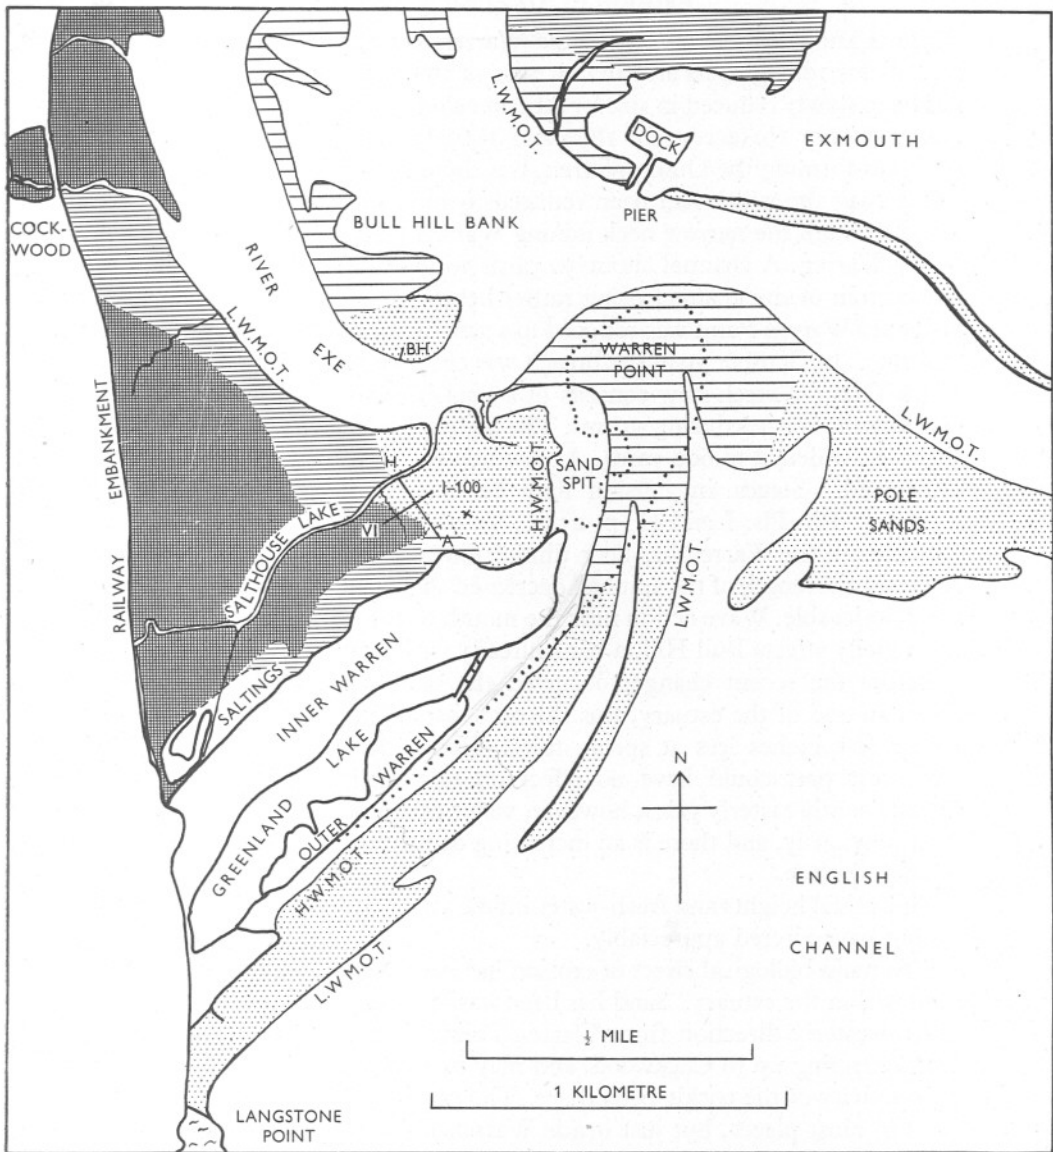 L.W.M.O.T.
DOCK
EXMOUTH
PIER
COCK-
WOOD
BULL HILL BANK
RIVER
EXE
L.W.M.O.T.
BH
WARREN
POINT
L.W.M.O.T.
EMBANKMENT
RAILWAY
H
I-100
VI
A
H.W.M.O.T.
SAND
SPIT
POLE
SANDS
SALTHOUSE LAKE
L.W.M.O.T.
SALTINGS
INNER WARREN
GREENLAND LAKE
OUTER WARREN
H.W.M.O.T.
L.W.M.O.T.
N
ENGLISH
CHANNEL
½ MILE
1 KILOMETRE
LANGSTONE
POINT